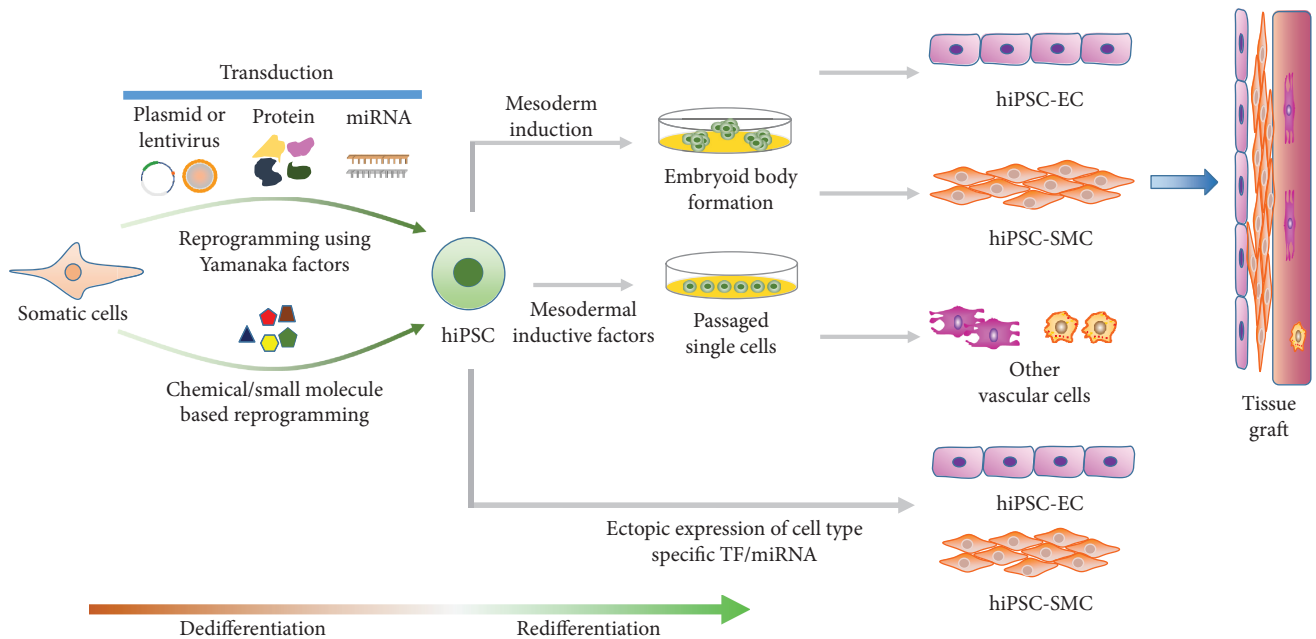 Transduction
Plasmid or
lentivirus
Protein
miRNA
Reprogramming using
Yamanaka factors
Somatic cells
Chemical/small molecule
based reprogramming
hiPSC
Mesoderm
induction
Mesodermal
inductive factors
Embryoid body
formation
Passaged
single cells
hiPSC-EC
hiPSC-SMC
Other
vascular cells
Tissue
graft
Ectopic expression of cell type
specific TF/miRNA
hiPSC-EC
hiPSC-SMC
Dedifferentiation
Redifferentiation